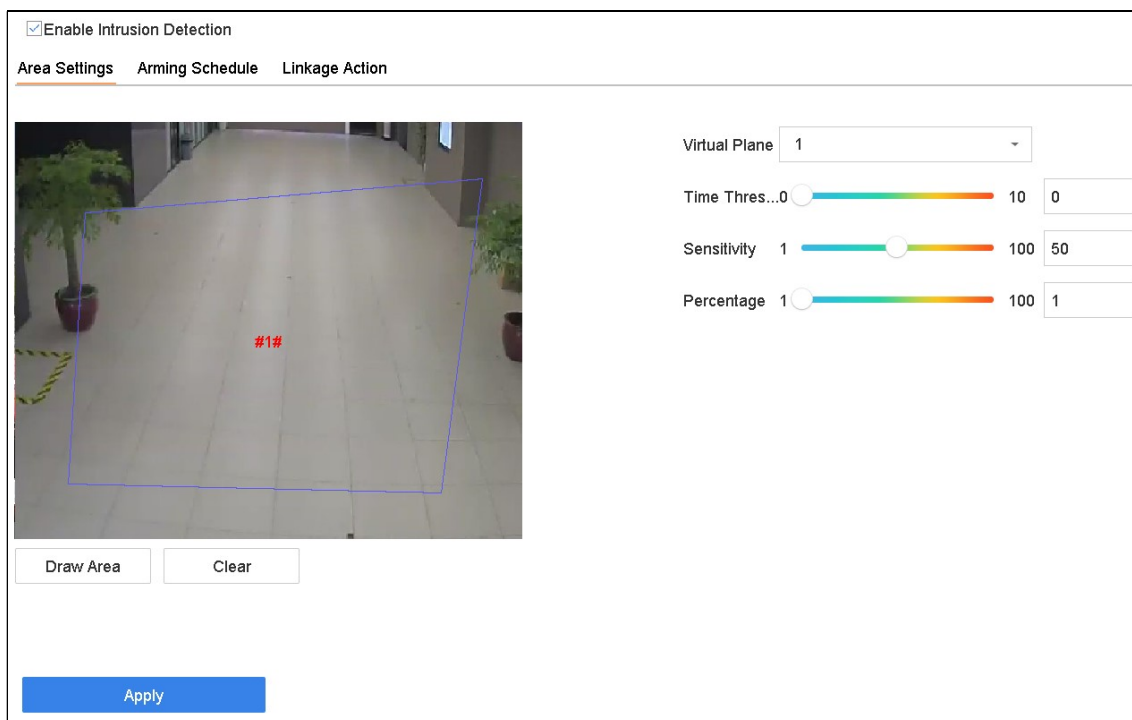 Enable Intrusion Detection
Area Settings Arming Schedule Linkage Action
Virtual Plane 1
Time Thres...0 10 0
Sensitivity 1 100 50
Percentage 1 100 1
#1#
Draw Area Clear
Apply